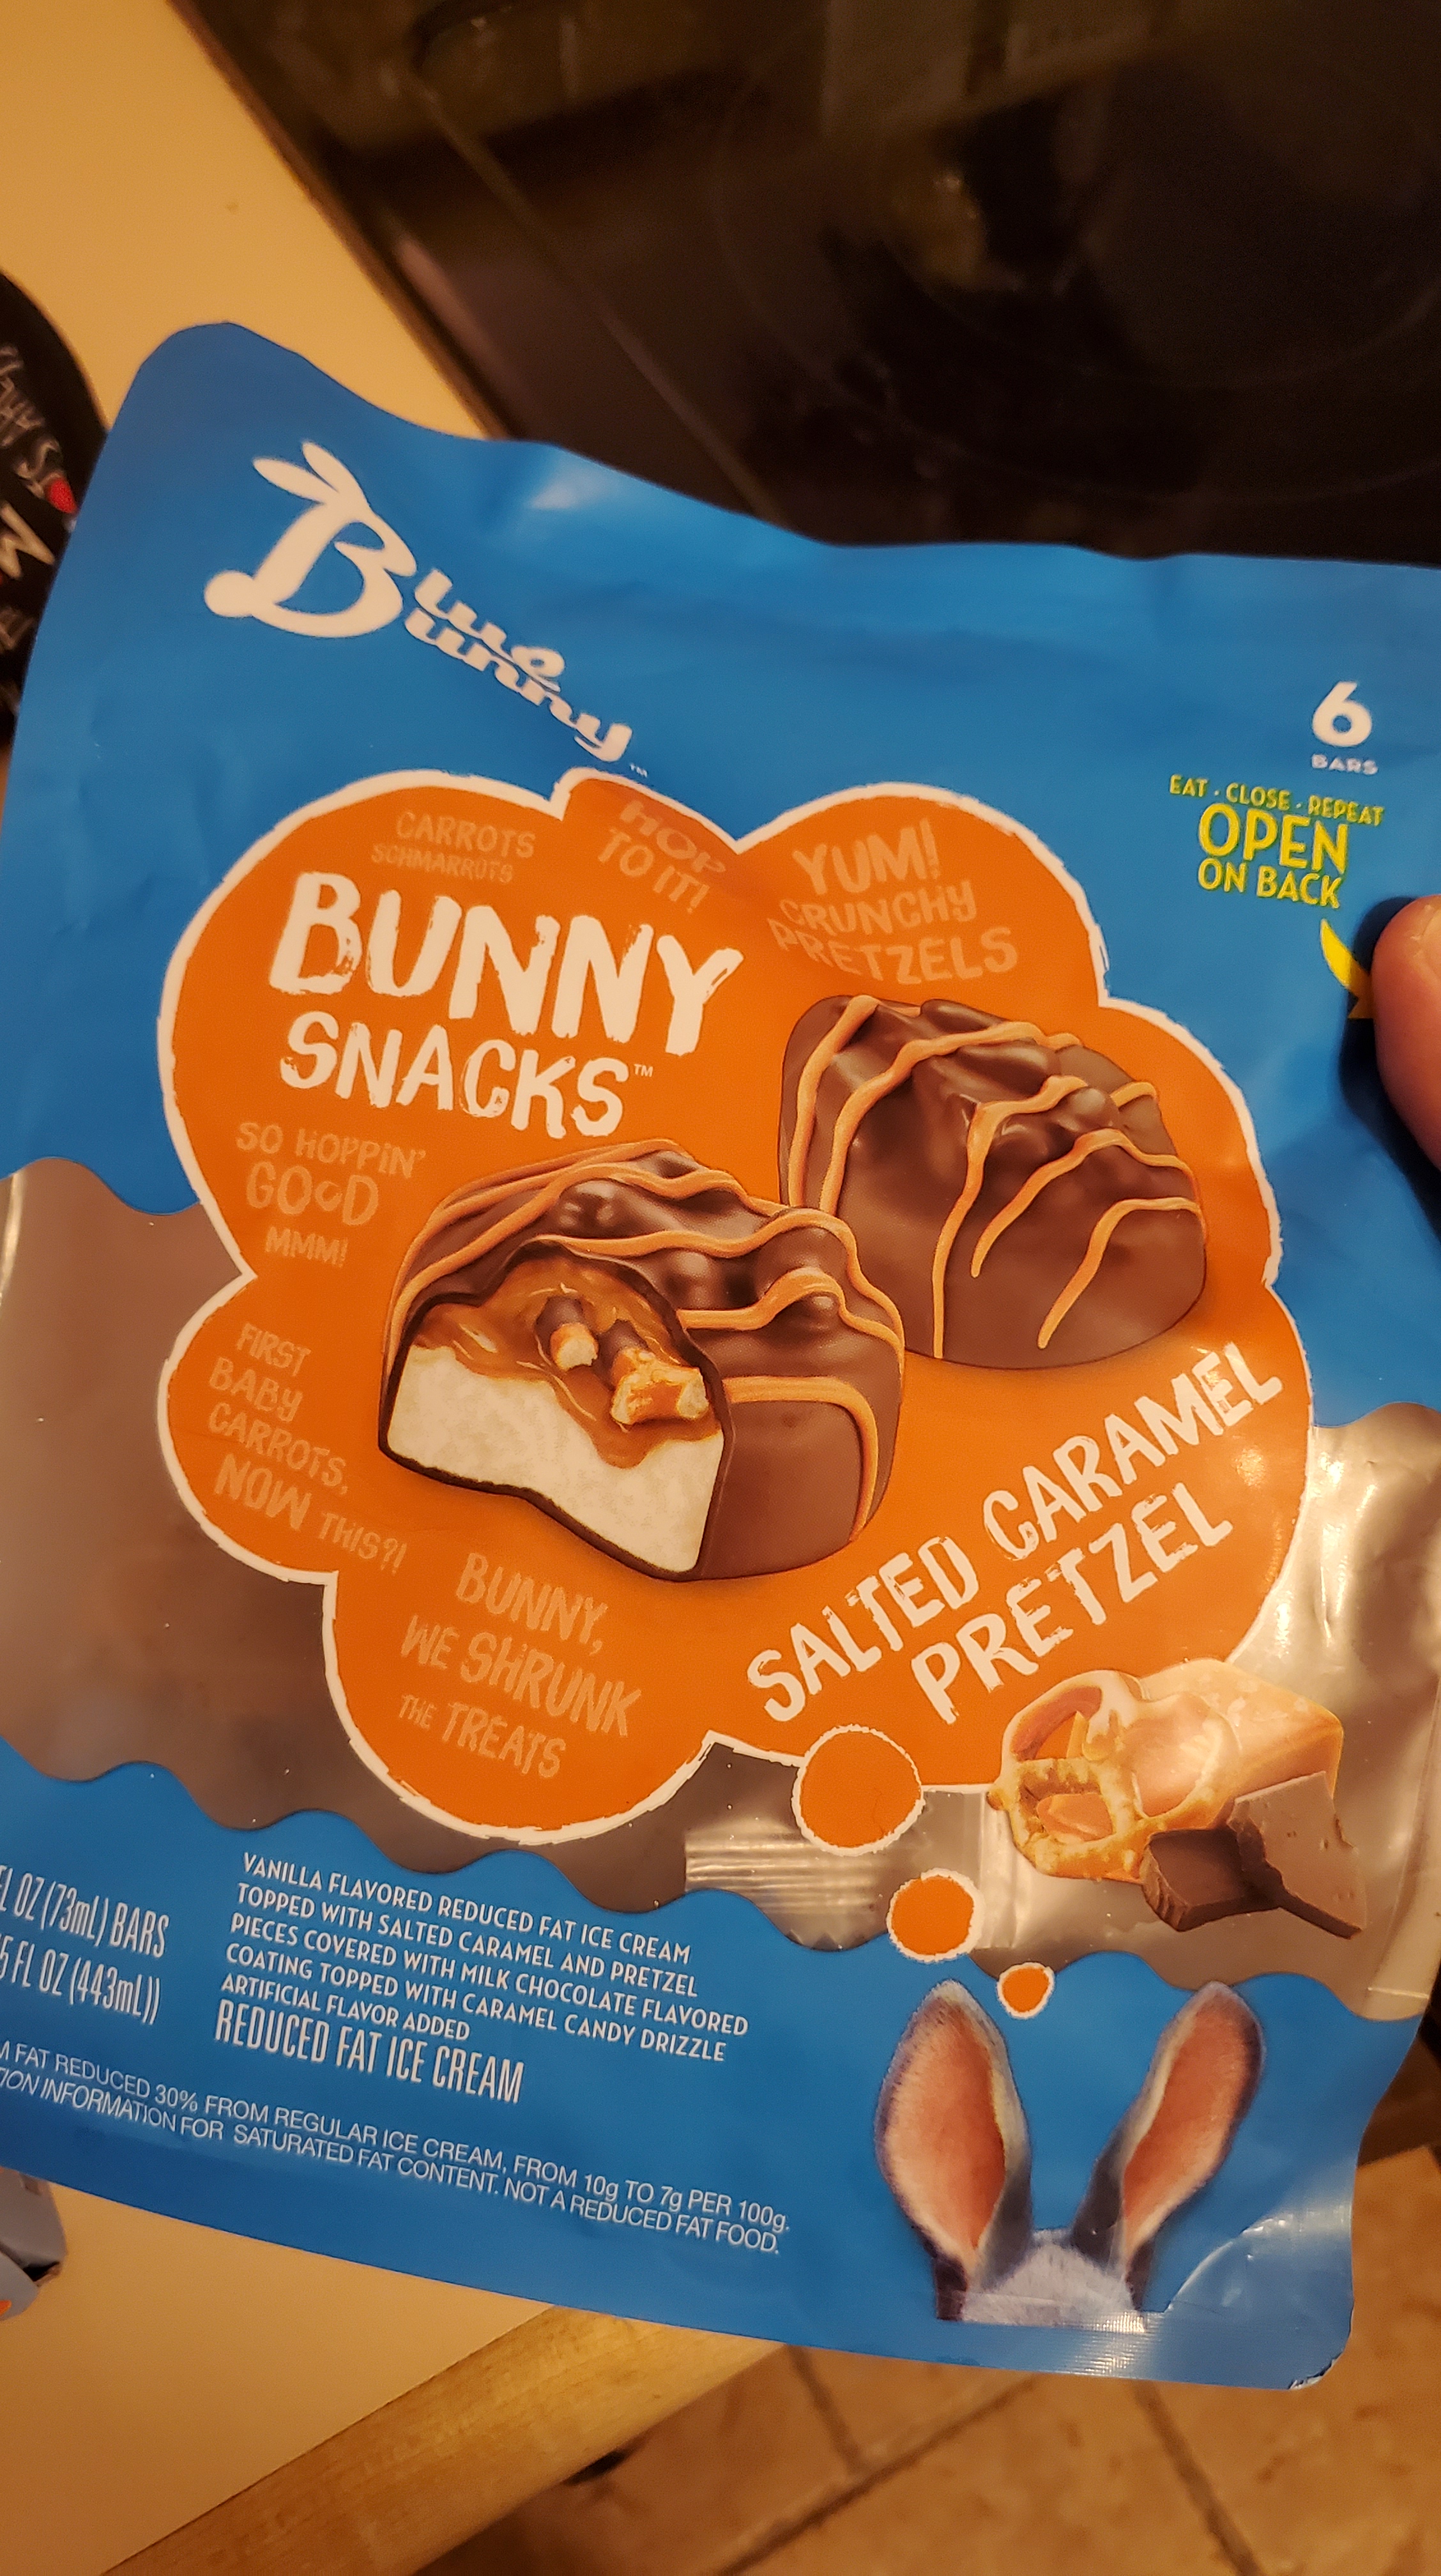 Blue
Bunny™
6
BARS
EAT • CLOSE • REPEAT
OPEN
ON BACK
CARROTS
SCHMARROTS
HOP
TO IT!
YUM!
CRUNCHY
PRETZELS
BUNNY
SNACKS™
SO HOPPIN'
GOOD
MMM!
FIRST
BABY
CARROTS,
NOW THIS?!
BUNNY,
WE SHRUNK
THE TREATS
SALTED CARAMEL
PRETZEL
FL OZ (73mL) BARS
5 FL OZ (443mL))
VANILLA FLAVORED REDUCED FAT ICE CREAM
TOPPED WITH SALTED CARAMEL AND PRETZEL
PIECES COVERED WITH MILK CHOCOLATE FLAVORED
COATING TOPPED WITH CARAMEL CANDY DRIZZLE
ARTIFICIAL FLAVOR ADDED
REDUCED FAT ICE CREAM
FAT REDUCED 30% FROM REGULAR ICE CREAM, FROM 10g TO 7g PER 100g.
INFORMATION FOR SATURATED FAT CONTENT. NOT A REDUCED FAT FOOD.